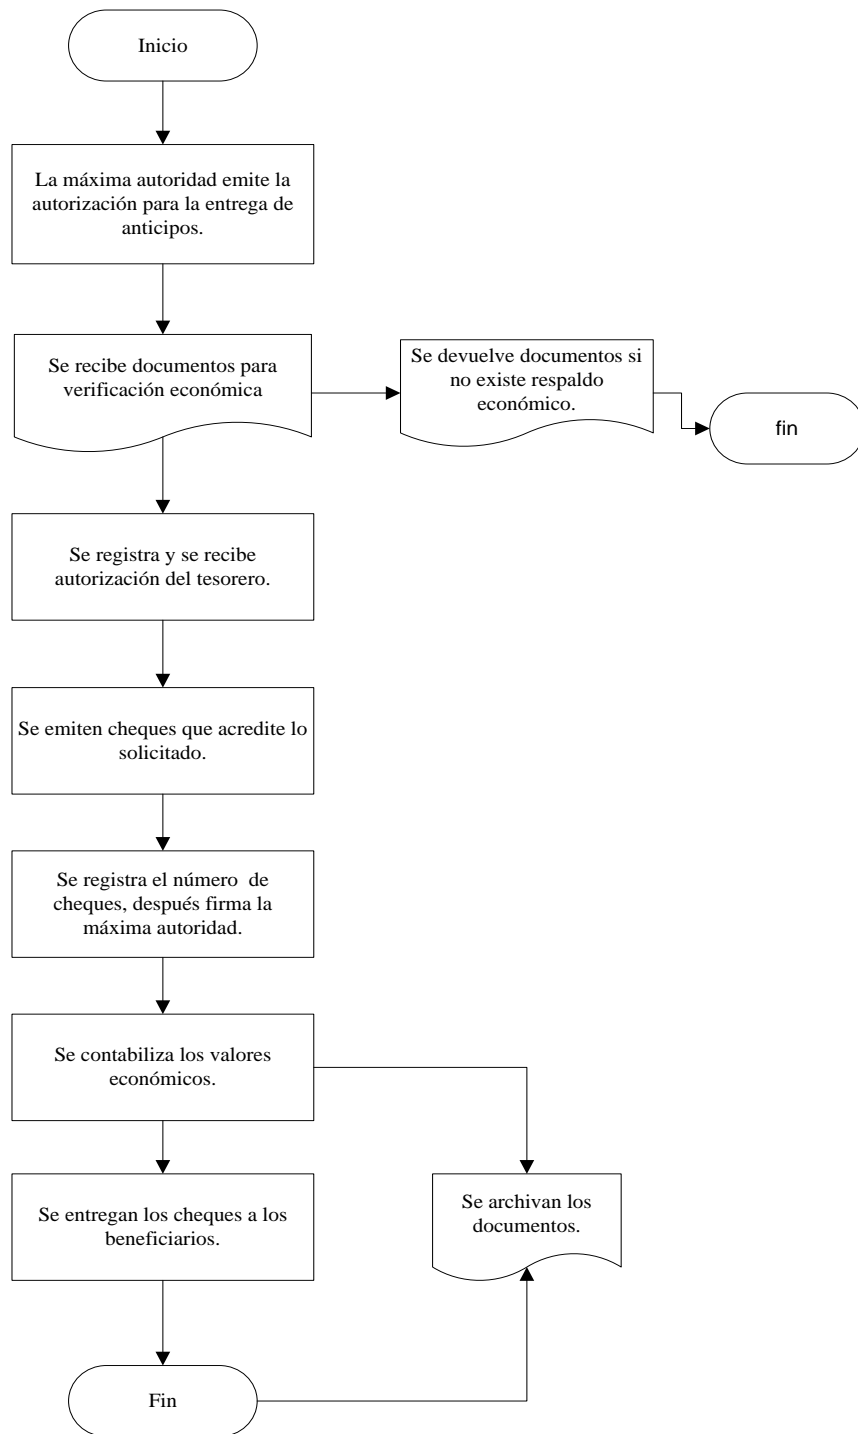 Inicio
La máxima autoridad emite la
autorización para la entrega de
anticipos.
Se recibe documentos para
verificación económica
Se devuelve documentos si
no existe respaldo
económico.
fin
Se registra y se recibe
autorización del tesorero.
Se emiten cheques que acredite lo
solicitado.
Se registra el número  de
cheques, después firma la
máxima autoridad.
Se contabiliza los valores
económicos.
Se entregan los cheques a los
beneficiarios.
Se archivan los
documentos.
Fin